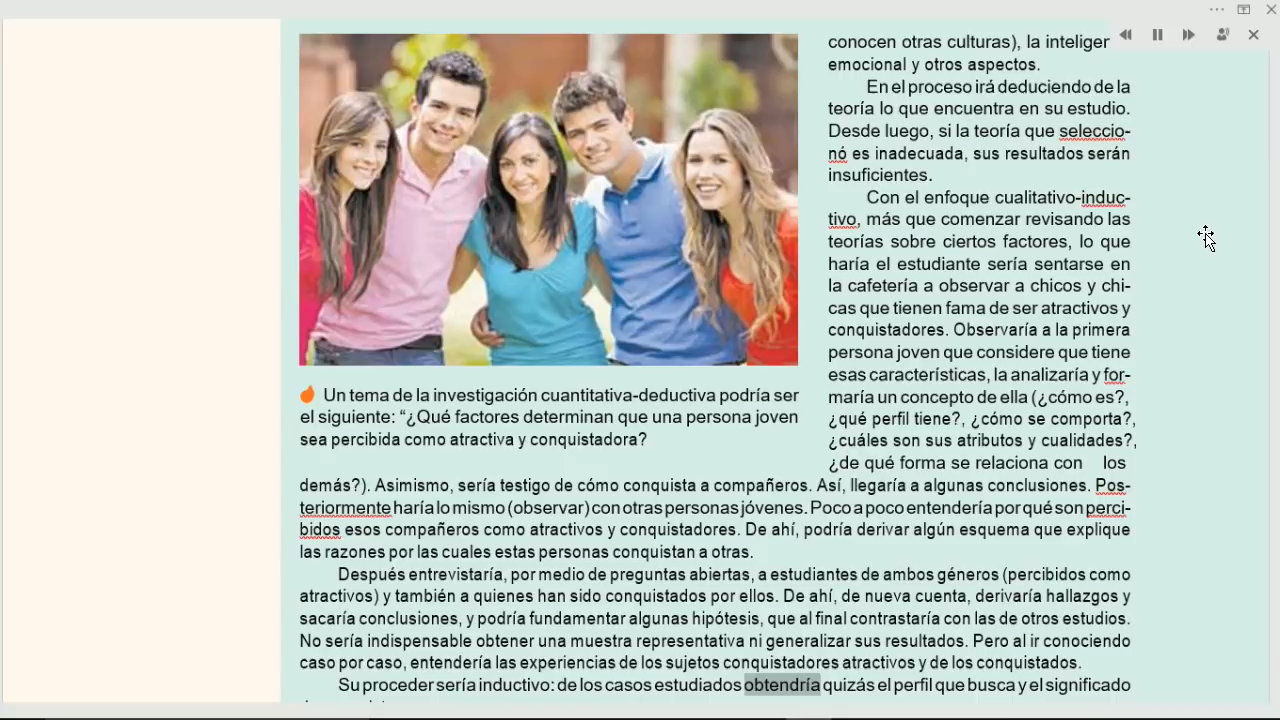 conocen otras culturas), la
emocional y otros aspectos.
En el proceso irá deduciendo de la
teoría lo que encuentra en su estudio.
Desde luego, si la teoría que seleccio-
nó es inadecuada, sus resultados serán
insuficientes.
Con el enfoque cualitativo-induc-
tivo, más que comenzar revisando las
teorías sobre ciertos factores, lo que
haría el estudiante sería sentarse en
la cafetería a observar a chicos y chi-
cas que tienen fama de ser atractivos y
conquistadores. Observaría a la primera
persona joven que considere que tiene
esas características, la analizaría y for-
maría un concepto de ella (¿cómo es?,
¿qué perfil tiene?, ¿cómo se comporta?,
¿cuáles son sus atributos y cualidades?,
¿de qué forma se relaciona con los
Un tema de la investigación cuantitativa-deductiva podría ser
el siguiente: “¿Qué factores determinan que una persona joven
sea percibida como atractiva y conquistadora?
demás?). Asimismo, sería testigo de cómo conquista a compañeros. Así, llegaría a algunas conclusiones. Pos-
teriormente haría lo mismo (observar) con otras personas jóvenes. Poco a poco entendería por qué son perci-
bidos esos compañeros como atractivos y conquistadores. De ahí, podría derivar algún esquema que explique
las razones por las cuales estas personas conquistan a otras.
Después entrevistaría, por medio de preguntas abiertas, a estudiantes de ambos géneros (percibidos como
atractivos) y también a quienes han sido conquistados por ellos. De ahí, de nueva cuenta, derivaría hallazgos y
sacaría conclusiones, y podría fundamentar algunas hipótesis, que al final contrastaría con las de otros estudios.
No sería indispensable obtener una muestra representativa ni generalizar sus resultados. Pero al ir conociendo
caso por caso, entendería las experiencias de los sujetos conquistadores atractivos y de los conquistados.
Su proceder sería inductivo: de los casos estudiados obtendría quizás el perfil que busca y el significado